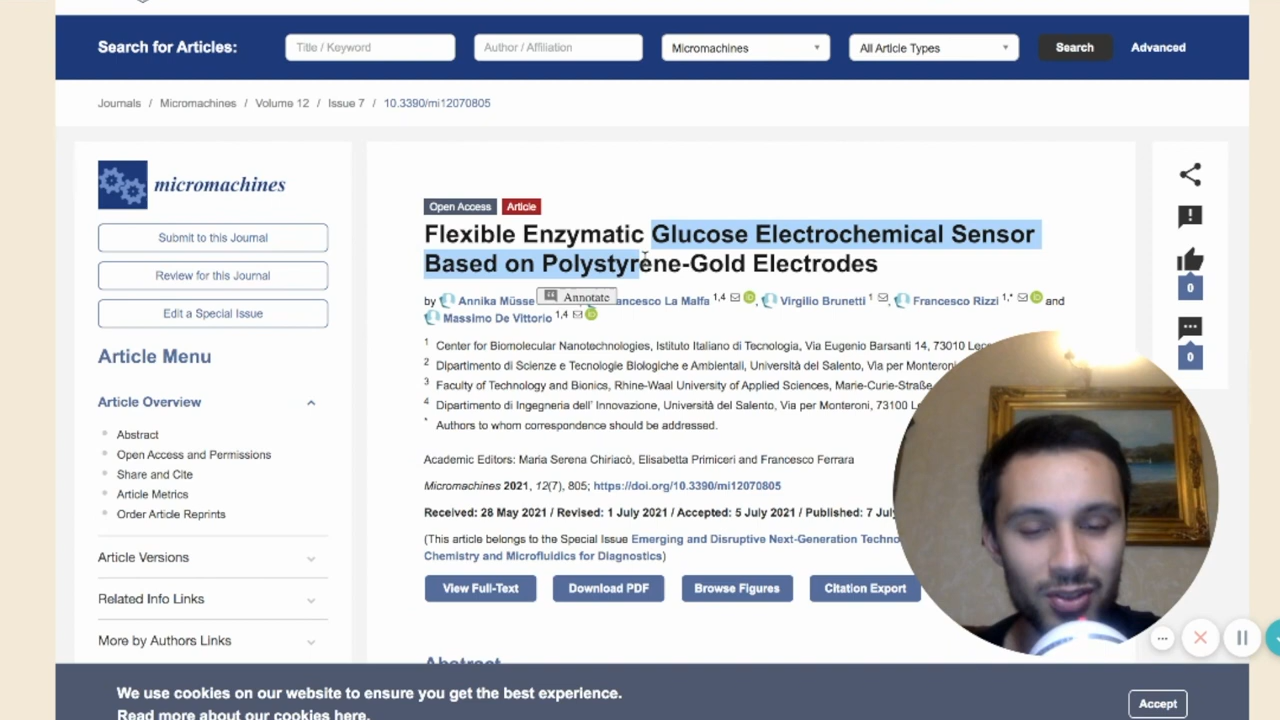 Search for Articles:
Title / Keyword
Author / Affiliation
Micromachines
All Article Types
Search
Advanced
Journals / Micromachines / Volume 12 / Issue 7 / 10.3390/mi12070805
micromachines
Submit to this Journal
Review for this Journal
Edit a Special Issue
Article Menu
Article Overview
Abstract
Open Access and Permissions
Share and Cite
Article Metrics
Order Article Reprints
Article Versions
Related Info Links
More by Authors Links
Open Access Article
Flexible Enzymatic Glucose Electrochemical Sensor
Based on Polystyrene-Gold Electrodes
by Annika Müsse Annotate ancesco La Malfa 1,4, Virgilio Brunetti 1, Francesco Rizzi 1,* and
Massimo De Vittorio 1,4
1 Center for Biomolecular Nanotechnologies, Istituto Italiano di Tecnologia, Via Eugenio Barsanti 14, 73010
2 Dipartimento di Scienze e Tecnologie Biologiche e Ambientali, Università del Salento, Via per Monteroni
3 Faculty of Technology and Bionics, Rhine-Waal University of Applied Sciences, Marie-Curie-Straße
4 Dipartimento di Ingegneria dell' Innovazione, Università del Salento, Via per Monteroni, 73100
* Authors to whom correspondence should be addressed.
Academic Editors: Maria Serena Chiriacò, Elisabetta Primiceri and Francesco Ferrara
Micromachines 2021, 12(7), 805; https://doi.org/10.3390/mi12070805
Received: 28 May 2021 / Revised: 1 July 2021 / Accepted: 5 July 2021 / Published: 7
(This article belongs to the Special Issue Emerging and Disruptive Next-Generation
Chemistry and Microfluidics for Diagnostics)
View Full-Text
Download PDF
Browse Figures
Citation Export
Abstract
0
0
We use cookies on our website to ensure you get the best experience.
Read more about our cookies here.
Accept